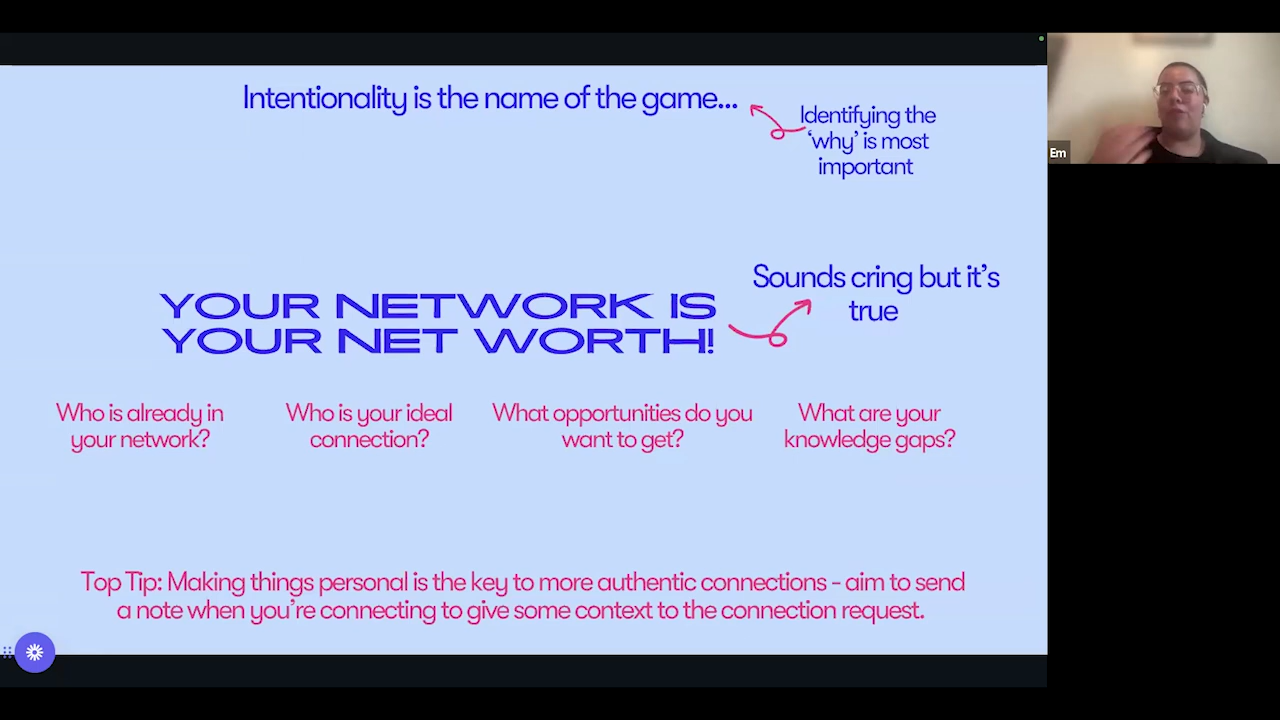 Intentionality is the name of the game...
Identifying the
‘why’ is most
important
Sounds cring but it’s
true
YOUR NETWORK IS
YOUR NET WORTH!
Who is already in
your network?
Who is your ideal
connection?
What opportunities do you
want to get?
What are your
knowledge gaps?
Top Tip: Making things personal is the key to more authentic connections - aim to send
a note when you’re connecting to give some context to the connection request.
Em